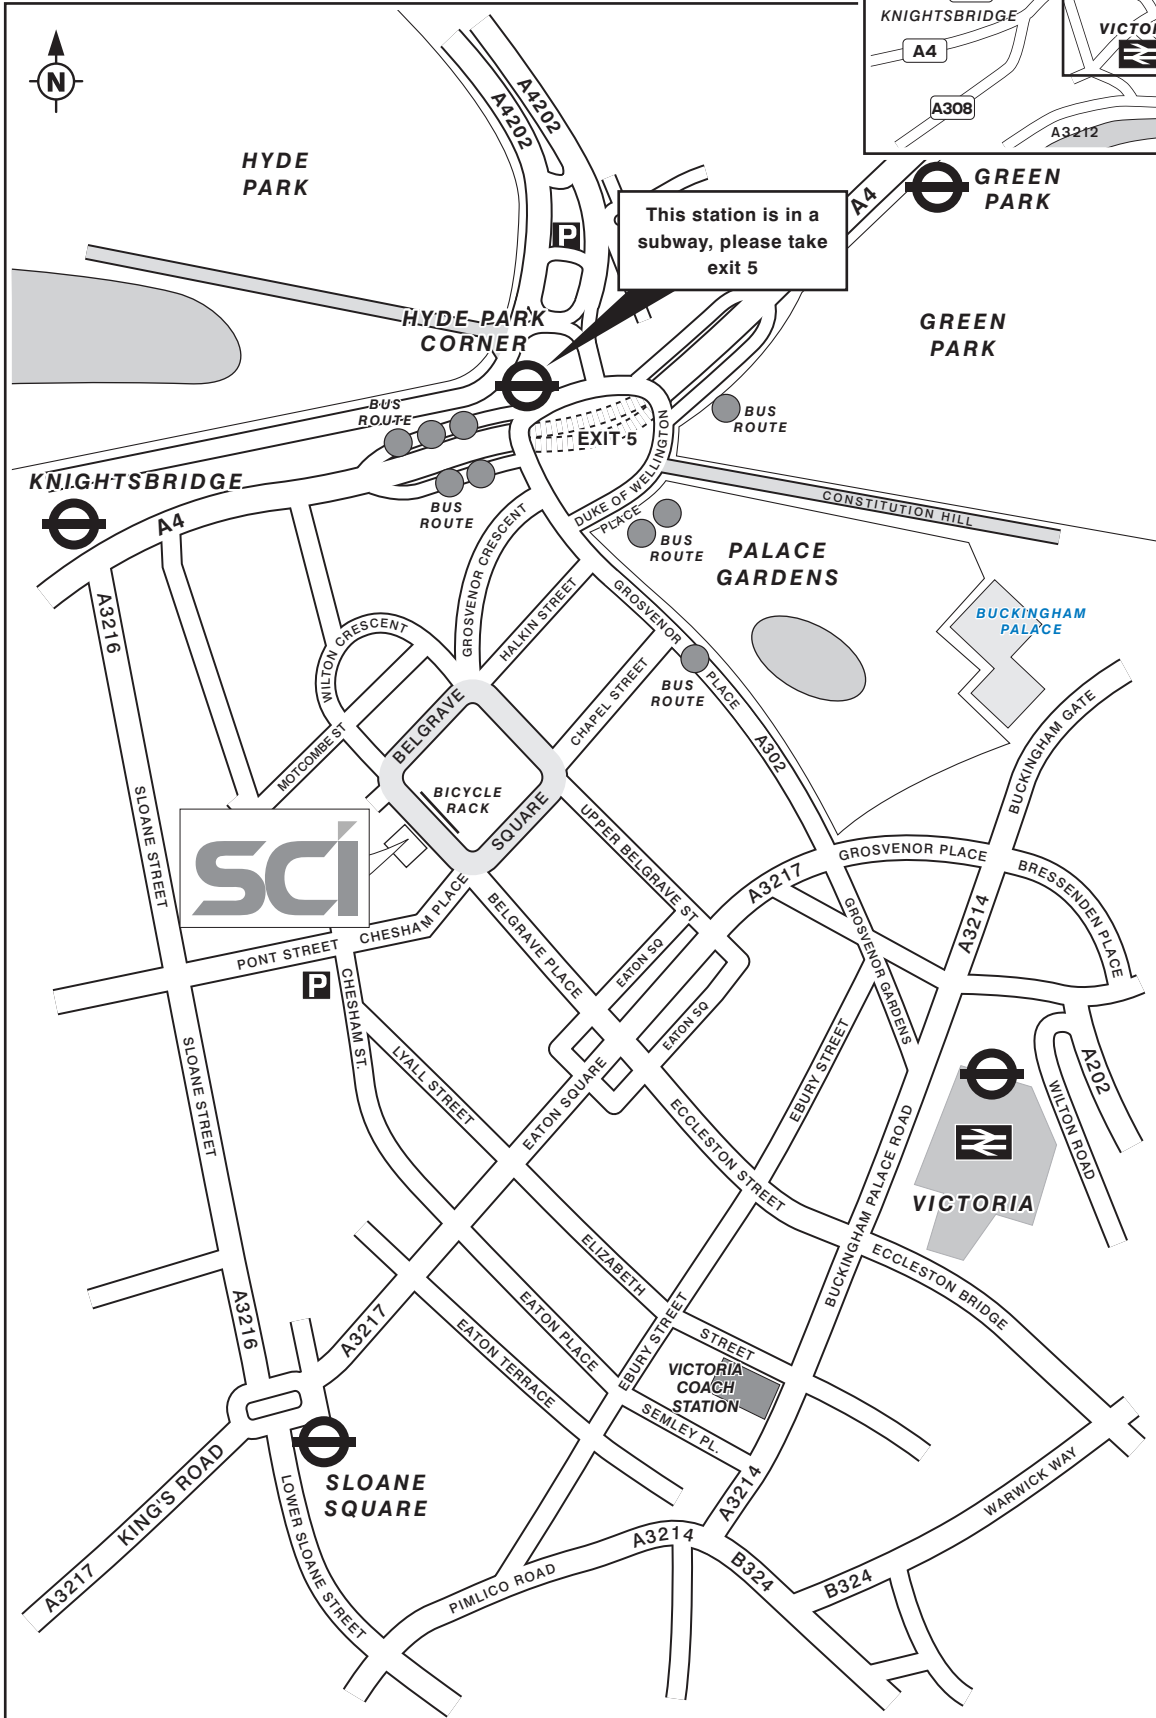 KNIGHTSBRIDGE
A4
A308
A3212
N
A4202
A4202
HYDE
PARK
P
This station is in a
subway, please take
exit 5
A4
GREEN
PARK
GREEN
PARK
HYDE PARK
CORNER
BUS
ROUTE
EXIT 5
BUS
ROUTE
DUKE OF WELLINGTON
PLACE
KNIGHTSBRIDGE
A4
BUS
ROUTE
CONSTITUTION HILL
BUS
ROUTE
PALACE
GARDENS
GROSVENOR CRESCENT
HALKIN STREET
GROSVENOR
PLACE
BUCKINGHAM
PALACE
A3216
WILTON CRESCENT
CHAPEL STREET
BUS
ROUTE
BUCKINGHAM GATE
MOTCOMBE ST
BELGRAVE
SQUARE
BICYCLE
RACK
A302
SLOANE STREET
SCI
UPPER BELGRAVE ST
GROSVENOR PLACE
BRESSENDEN PLACE
A3217
A3214
CHESHAM PLACE
BELGRAVE PLACE
PONT STREET
P
CHESHAM ST.
EATON SQ
EATON SQ
GROSVENOR GARDENS
SLOANE STREET
LYALL STREET
EATON SQUARE
EBURY STREET
A202
WILTON ROAD
ECCLESTON STREET
BUCKINGHAM PALACE ROAD
VICTORIA
ELIZABETH
STREET
ECCLESTON BRIDGE
A3216
A3217
EATON PLACE
EATON TERRACE
EBURY STREET
VICTORIA
COACH
STATION
SEMLEY PL.
SLOANE
SQUARE
KING'S ROAD
A3217
LOWER SLOANE STREET
WARWICK WAY
A3214
A3214
PIMLICO ROAD
B324
B324